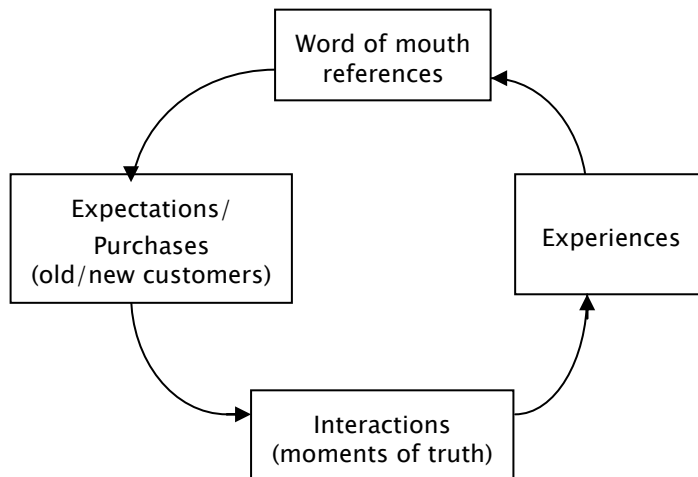 Word of mouth
references
Expectations/
Purchases
(old/new customers)
Experiences
Interactions
(moments of truth)